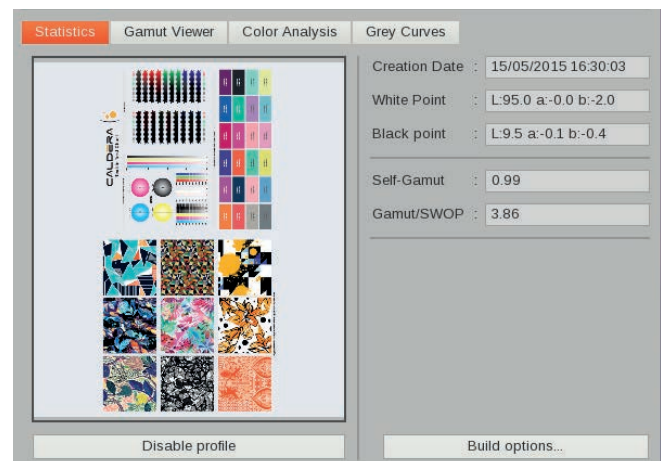 Statistics
Gamut Viewer
Color Analysis
Grey Curves
CALDERA
Creation Date : 15/05/2015 16:30:03
White Point : L:95.0 a:-0.0 b:-2.0
Black point : L:9.5 a:-0.1 b:-0.4
Self-Gamut : 0.99
Gamut/SWOP : 3.86
Disable profile
Build options...